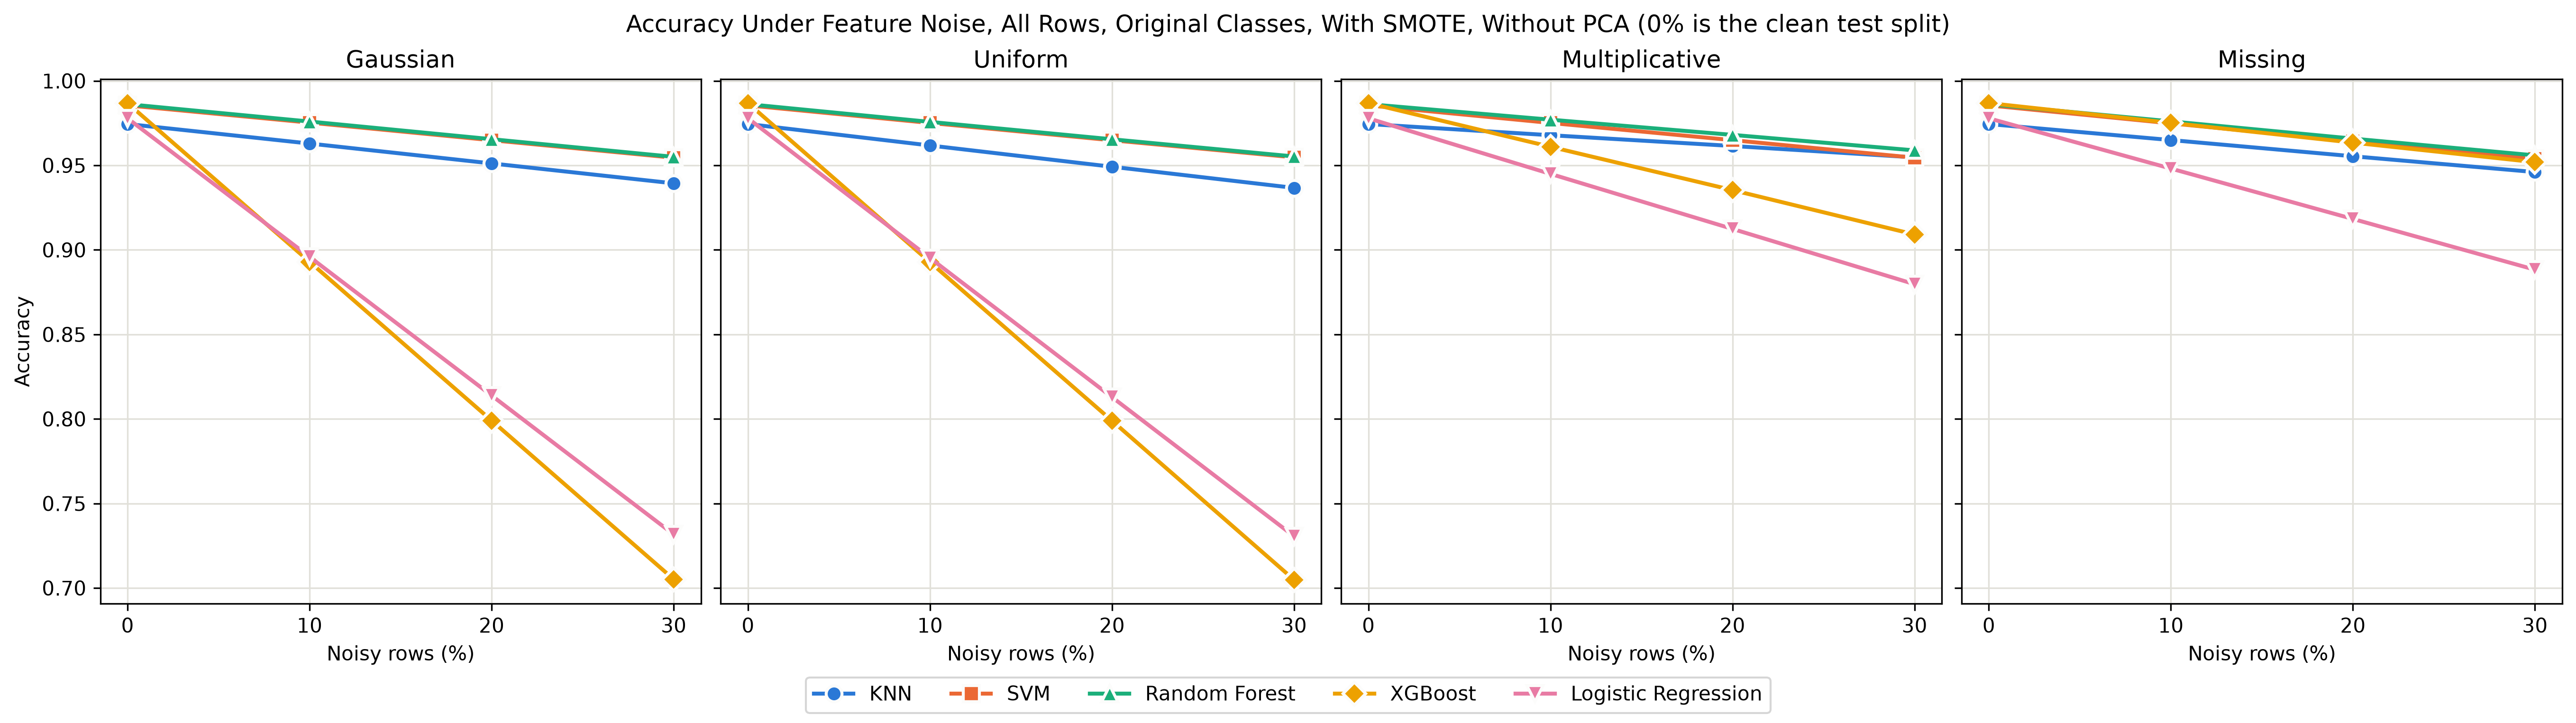 Accuracy Under Feature Noise, All Rows, Original Classes, With SMOTE, Without PCA (0% is the clean test split)
Gaussian
Uniform
Multiplicative
Missing
Accuracy
1.00
0.95
0.90
0.85
0.80
0.75
0.70
0 10 20 30
0 10 20 30
0 10 20 30
0 10 20 30
Noisy rows (%)
Noisy rows (%)
Noisy rows (%)
Noisy rows (%)
KNN SVM Random Forest XGBoost Logistic Regression